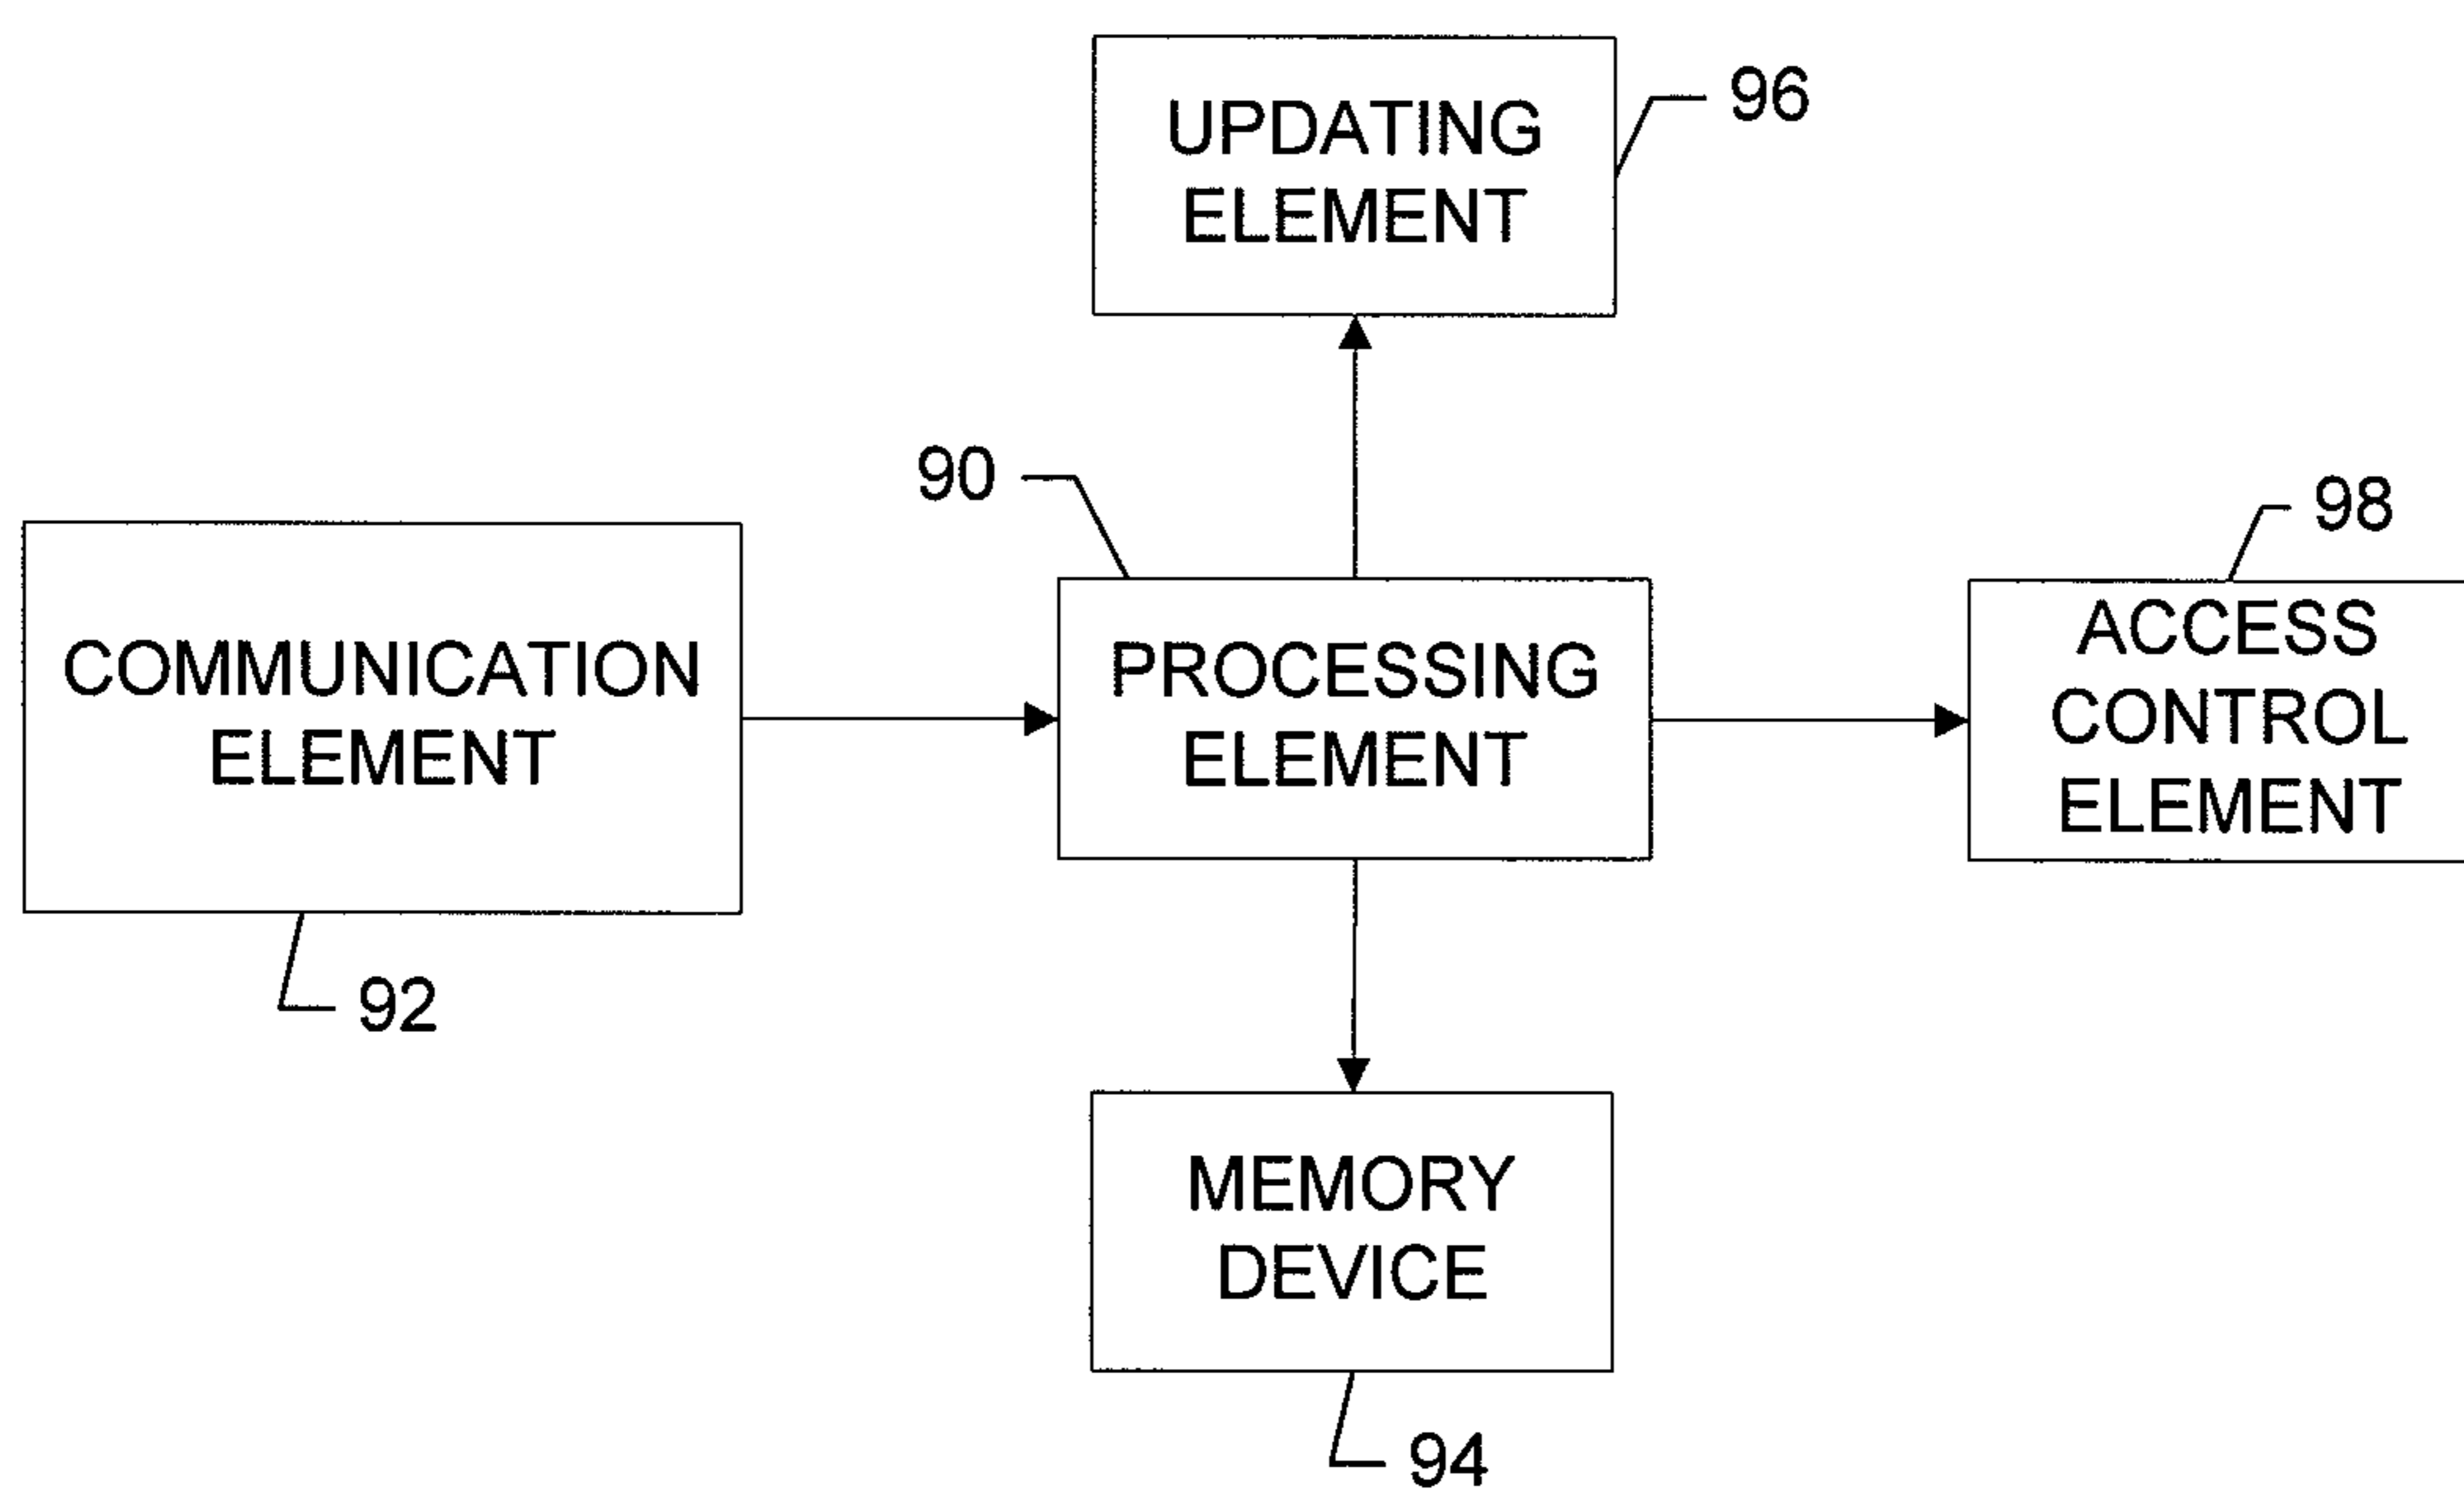 UPDATING
ELEMENT
96
90
98
COMMUNICATION
ELEMENT
92
PROCESSING
ELEMENT
ACCESS
CONTROL
ELEMENT
MEMORY
DEVICE
94